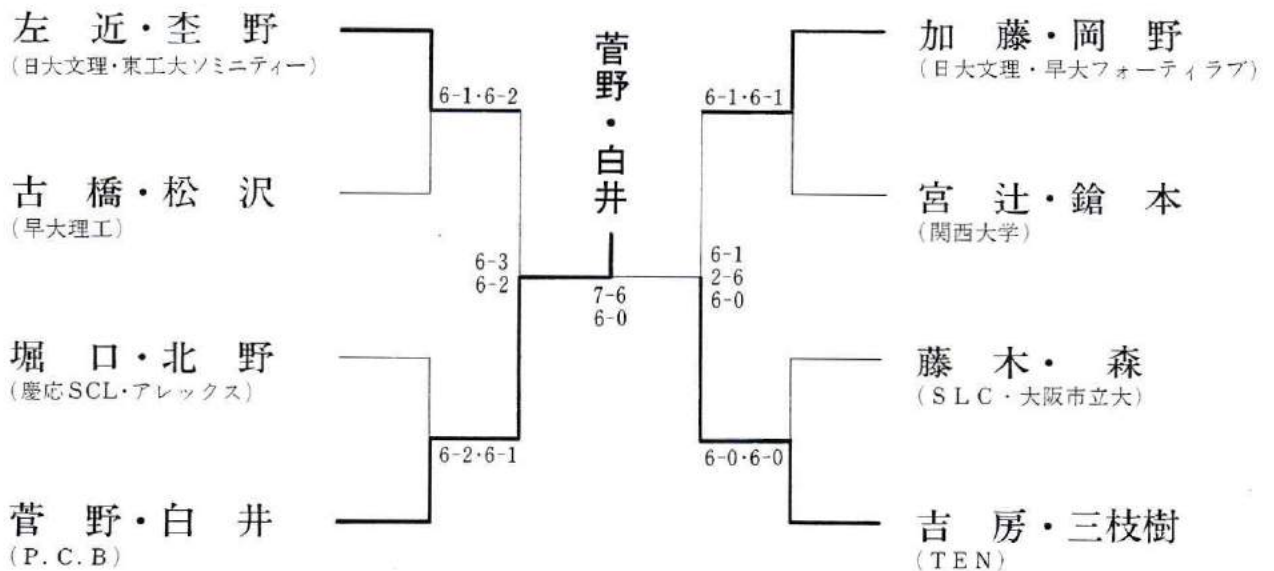 左近・杢野
(日大文理・東工大ソミニティー)
6-1・6-2
古橋・松沢
(早大理工)
6-3
6-2
堀口・北野
(慶応SCL・アレックス)
6-2・6-1
菅野・白井
(P.C.B)
菅野・白井
7-6
6-0
加藤・岡野
(日大文理・早大フォーティラブ)
6-1・6-1
宮辻・鎗本
(関西大学)
6-1
2-6
6-0
藤木・森
(SLC・大阪市立大)
6-0・6-0
吉房・三枝樹
(TEN)